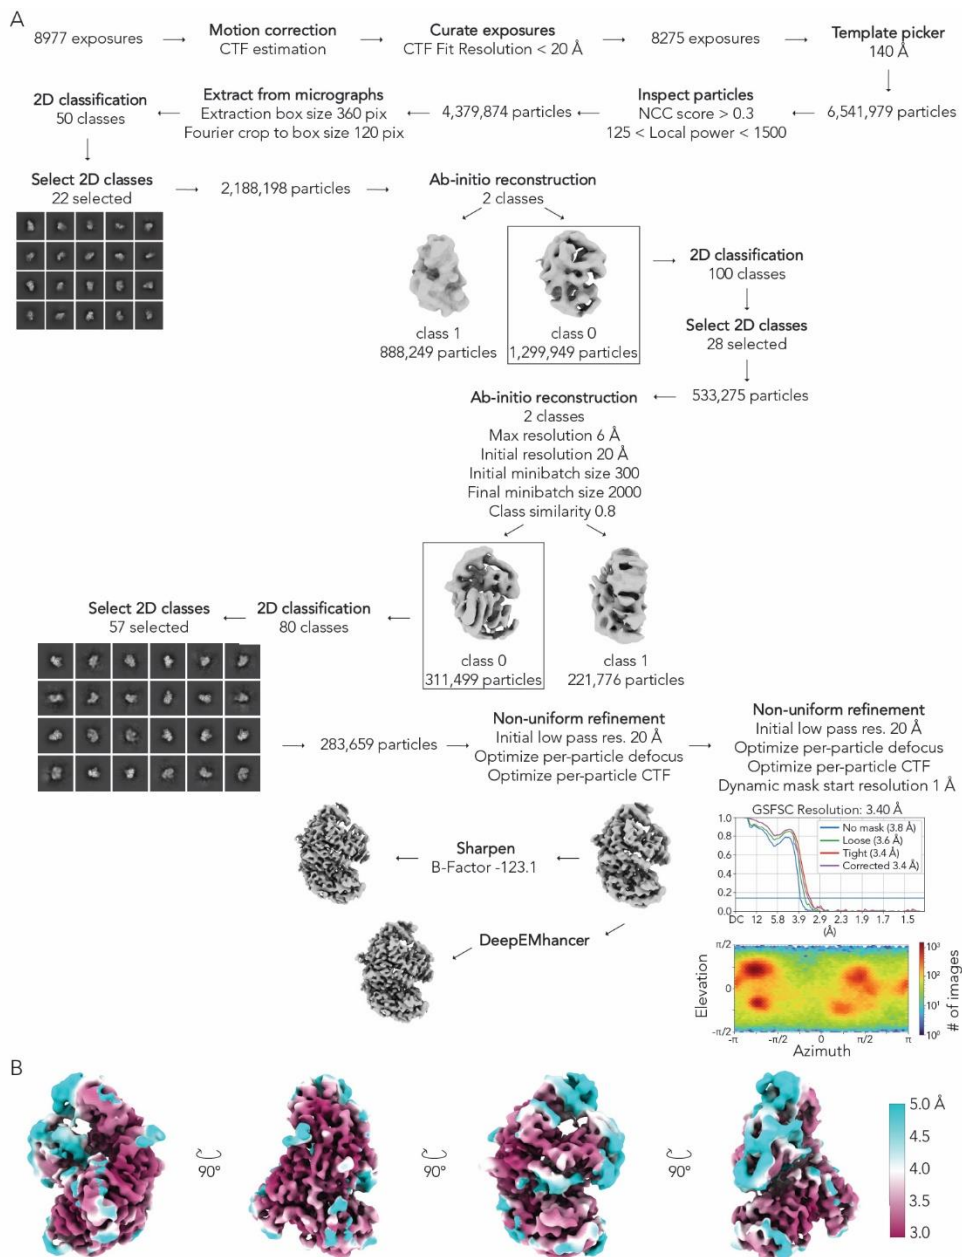 A
8977 exposures
Motion correction
CTF estimation
Curate exposures
CTF Fit Resolution < 20 Å
8275 exposures
Template picker
140 Å
2D classification
50 classes
Extract from micrographs
Extraction box size 360 pix
Fourier crop to box size 120 pix
4,379,874 particles
Inspect particles
NCC score > 0.3
125 < Local power < 1500
6,541,979 particles
Select 2D classes
22 selected
2,188,198 particles
Ab-initio reconstruction
2 classes
class 1
888,249 particles
class 0
1,299,949 particles
2D classification
100 classes
Select 2D classes
28 selected
533,275 particles
Ab-initio reconstruction
2 classes
Max resolution 6 Å
Initial resolution 20 Å
Initial minibatch size 300
Final minibatch size 2000
Class similarity 0.8
Select 2D classes
57 selected
2D classification
80 classes
class 0
311,499 particles
class 1
221,776 particles
283,659 particles
Non-uniform refinement
Initial low pass res. 20 Å
Optimize per-particle defocus
Optimize per-particle CTF
Non-uniform refinement
Initial low pass res. 20 Å
Optimize per-particle defocus
Optimize per-particle CTF
Dynamic mask start resolution 1 Å
Sharpen
B-Factor -123.1
DeepEMhancer
GSFSC Resolution: 3.40 Å
1.0
0.8
0.6
0.4
0.2
0.0
No mask (3.8 Å)
Loose (3.6 Å)
Tight (3.4 Å)
Corrected 3.4 Å)
DC 12 5.8 3.9 2.9 2.3 1.9 1.7 1.5
(Å)
π/2
0
-π/2
Elevation
-π -π/2 0 π/2 π
Azimuth
10³
10²
10¹
10⁰
# of images
B
90°
90°
90°
5.0 Å
4.5
4.0
3.5
3.0